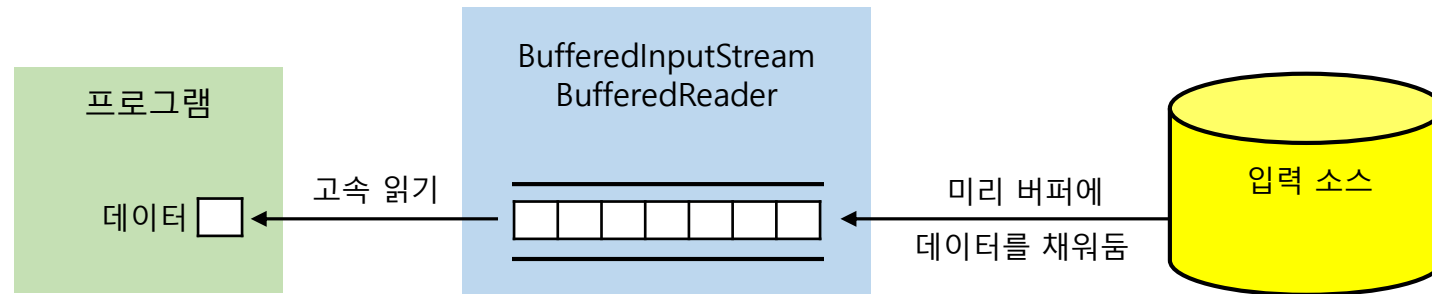 프로그램
데이터
고속 읽기
BufferedInputStream
BufferedReader
미리 버퍼에
데이터를 채워둠
입력 소스